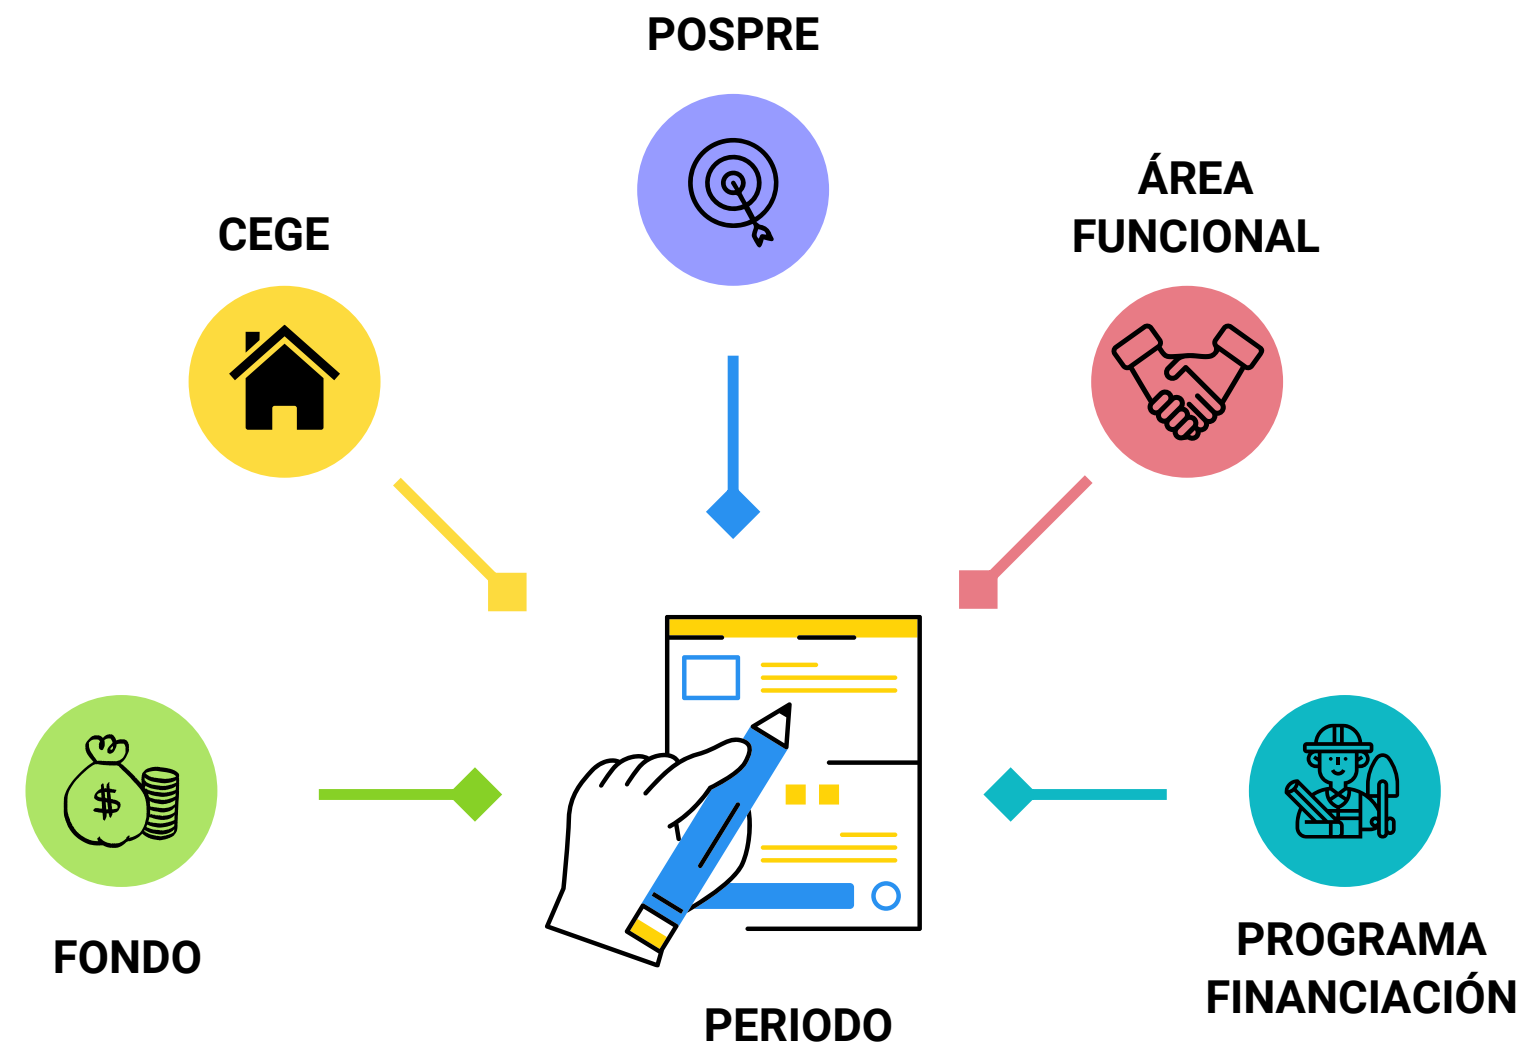 POSPRE
CEGE
ÁREA
FUNCIONAL
$
FONDO
PERIODO
PROGRAMA
FINANCIACIÓN